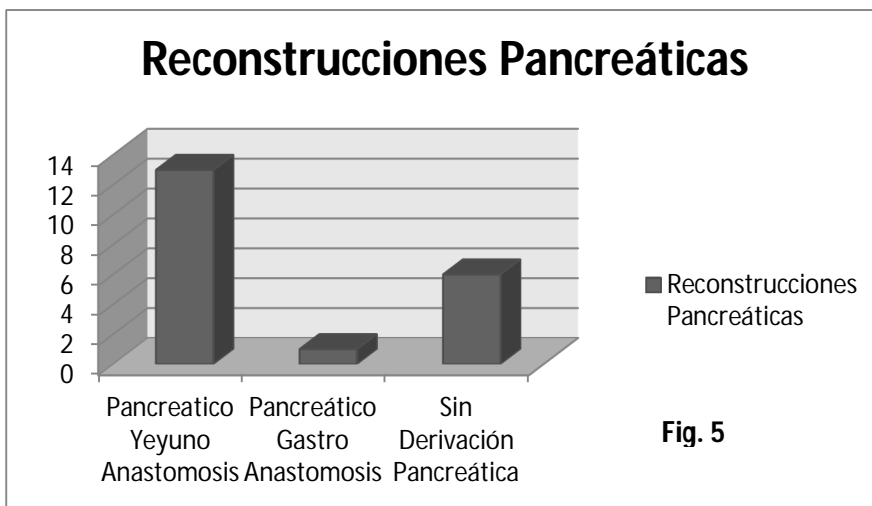 Reconstrucciones Pancreáticas
14
12
10
8
6
4
2
0
Pancreatico
Yeyuno
Anastomosis
Pancreático
Gastro
Anastomosis
Sin
Derivación
Pancreática
Reconstrucciones
Pancreáticas
Fig. 5